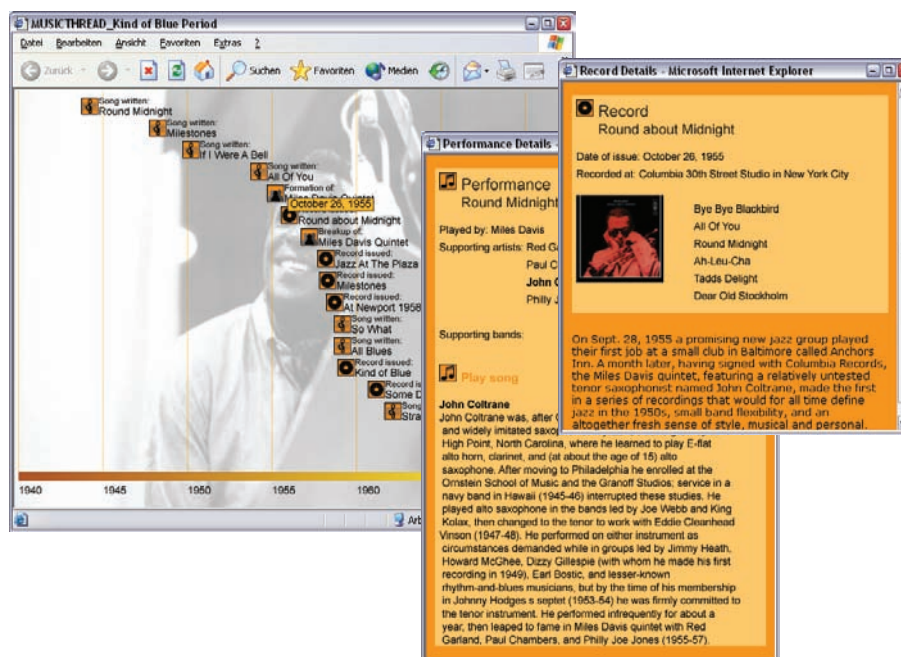 MUSICTHREAD_Kind of Blue Period
Datei Bearbeiten Ansicht Favoriten Extras ?
Zurück Suchen Favoriten Medien
Song written:
Round Midnight
Song written:
Milestones
Song written:
If I Were A Bell
Song written:
All Of You
Formation of:
Miles Davis Quintet
October 26, 1955
Record issued:
Round about Midnight
Breakup of:
Miles Davis Quintet
Record issued:
Jazz At The Plaza
Record issued:
Milestones
Record issued:
At Newport 1958
Song written:
So What
Song written:
All Blues
Record issued:
Kind of Blue
Record is
Some D
Song
Stra
1940 1945 1950 1955 1960
Arb
Performance Details -
Performance
Round Midnight
Played by: Miles Davis
Supporting artists: Red G
Paul C
John C
Philly J
Supporting bands:
Play song
John Coltrane
John Coltrane was, after C
and widely imitated saxop
High Point, North Carolina, where he learned to play E-flat
alto horn, clarinet, and (at about the age of 15) alto
saxophone. After moving to Philadelphia he enrolled at the
Ornstein School of Music and the Granoff Studios; service in a
navy band in Hawaii (1945-46) interrupted these studies. He
played alto saxophone in the bands led by Joe Webb and King
Kolax, then changed to the tenor to work with Eddie Cleanhead
Vinson (1947-48). He performed on either instrument as
circumstances demanded while in groups led by Jimmy Heath,
Howard McGhee, Dizzy Gillespie (with whom he made his first
recording in 1949), Earl Bostic, and lesser-known
rhythm-and-blues musicians, but by the time of his membership
in Johnny Hodges s septet (1953-54) he was firmly committed to
the tenor instrument. He performed infrequently for about a
year, then leaped to fame in Miles Davis quintet with Red
Garland, Paul Chambers, and Philly Joe Jones (1955-57).
Record Details - Microsoft Internet Explorer
Record
Round about Midnight
Date of issue: October 26, 1955
Recorded at: Columbia 30th Street Studio in New York City
Bye Bye Blackbird
All Of You
Round Midnight
Ah-Leu-Cha
Tadds Delight
Dear Old Stockholm
On Sept. 28, 1955 a promising new jazz group played
their first job at a small club in Baltimore called Anchors
Inn. A month later, having signed with Columbia Records,
the Miles Davis quintet, featuring a relatively untested
tenor saxophonist named John Coltrane, made the first
in a series of recordings that would for all time define
jazz in the 1950s, small band flexibility, and an
altogether fresh sense of style, musical and personal.